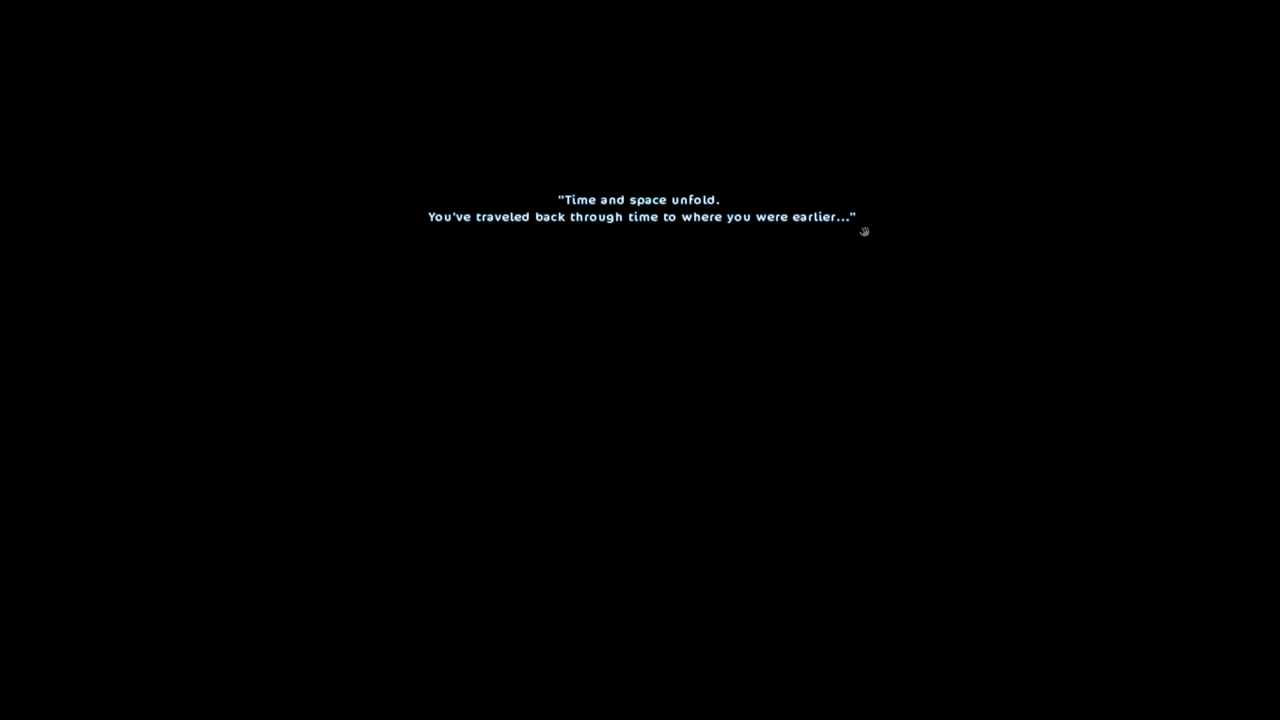 "Time and space unfold.
You've traveled back through time to where you were earlier..."